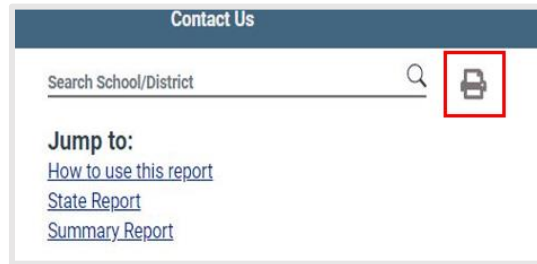 Contact Us
Search School/District
Jump to:
How to use this report
State Report
Summary Report